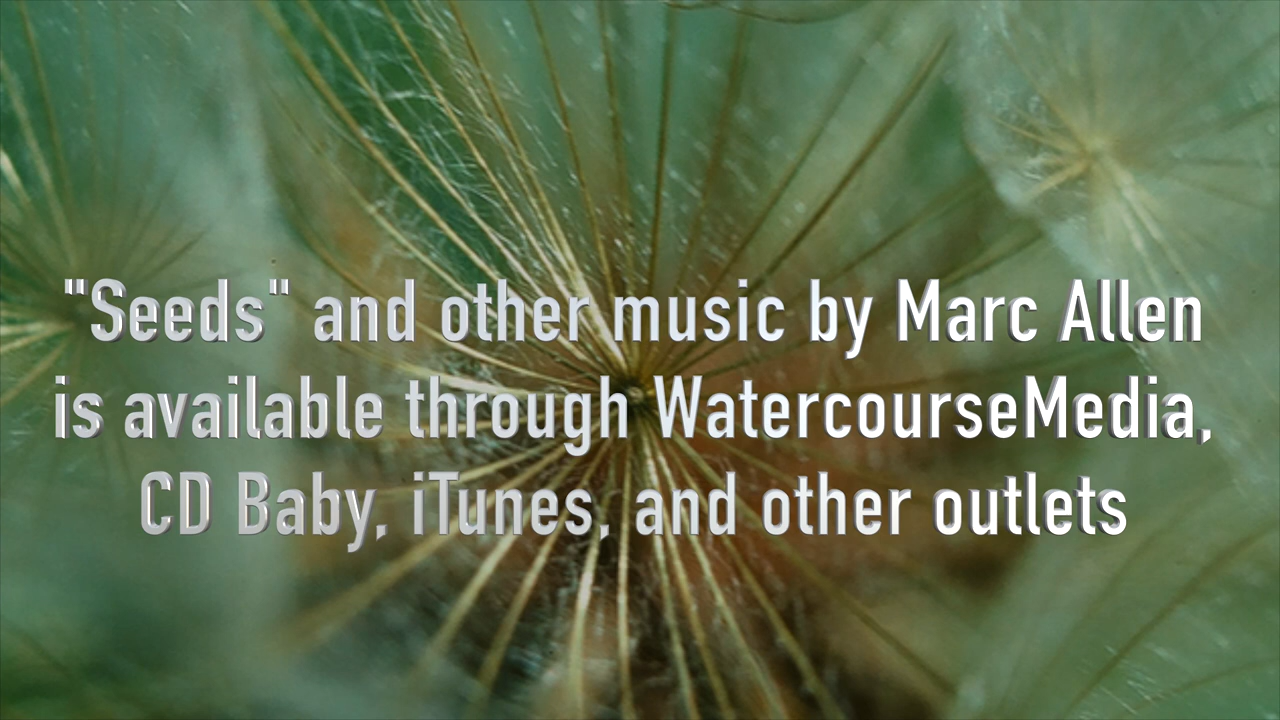 "Seeds" and other music by Marc Allen
is available through WatercourseMedia,
CD Baby, iTunes, and other outlets